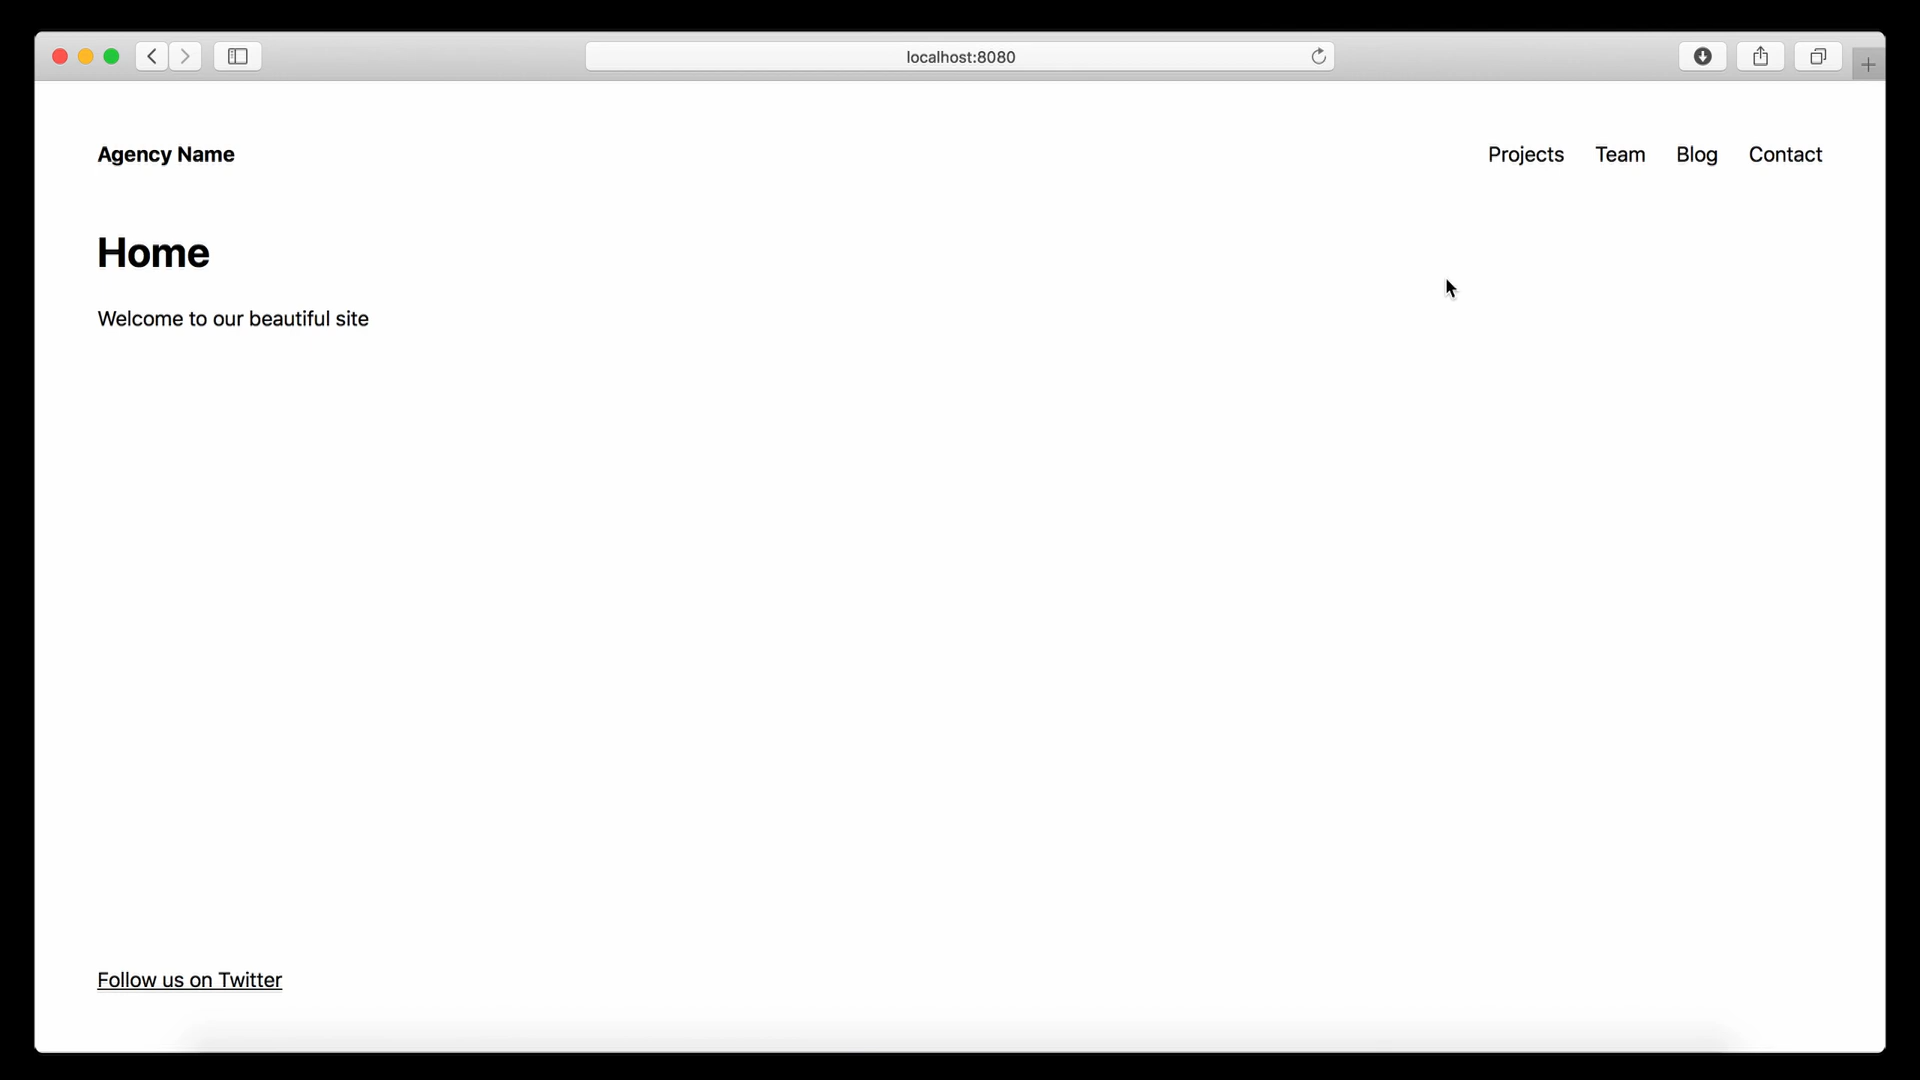 localhost:8080
Agency Name
Projects Team Blog Contact
Home
Welcome to our beautiful site
Follow us on Twitter